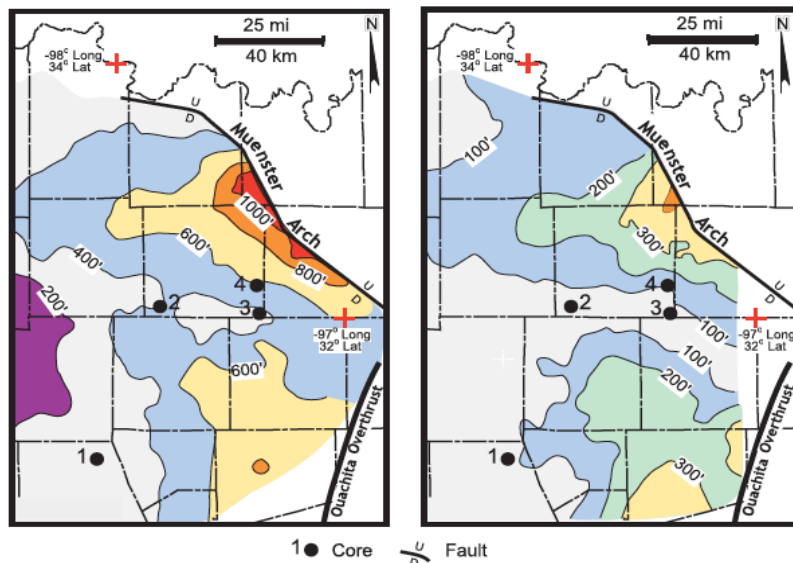 25 mi
40 km
N
-98° Long
34° Lat
U
D
Muenster
Arch
1000'
800'
600'
400'
200'
600'
U
D
1
2
3
4
-97° Long
32° Lat
Ouachita Overthrust
25 mi
40 km
N
-98° Long
34° Lat
U
D
Muenster
Arch
100'
200'
300'
U
D
4
2
3
100'
100'
200'
300'
1
-97° Long
32° Lat
Ouachita Overthrust
1 Core
U
D
Fault